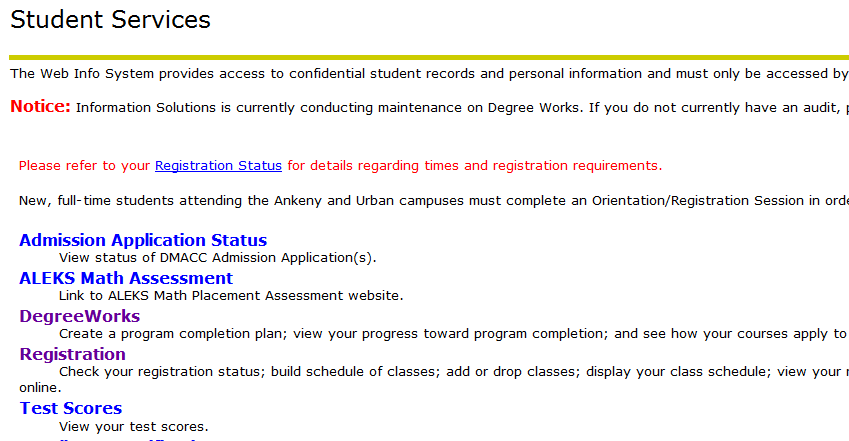 Student Services
The Web Info System provides access to confidential student records and personal information and must only be accessed by
Notice: Information Solutions is currently conducting maintenance on Degree Works. If you do not currently have an audit,
Please refer to your Registration Status for details regarding times and registration requirements.
New, full-time students attending the Ankeny and Urban campuses must complete an Orientation/Registration Session in
Admission Application Status
View status of DMACC Admission Application(s).
ALEKS Math Assessment
Link to ALEKS Math Placement Assessment website.
DegreeWorks
Create a program completion plan; view your progress toward program completion; and see how your courses apply to
Registration
Check your registration status; build schedule of classes; add or drop classes; display your class schedule; view your
online.
Test Scores
View your test scores.